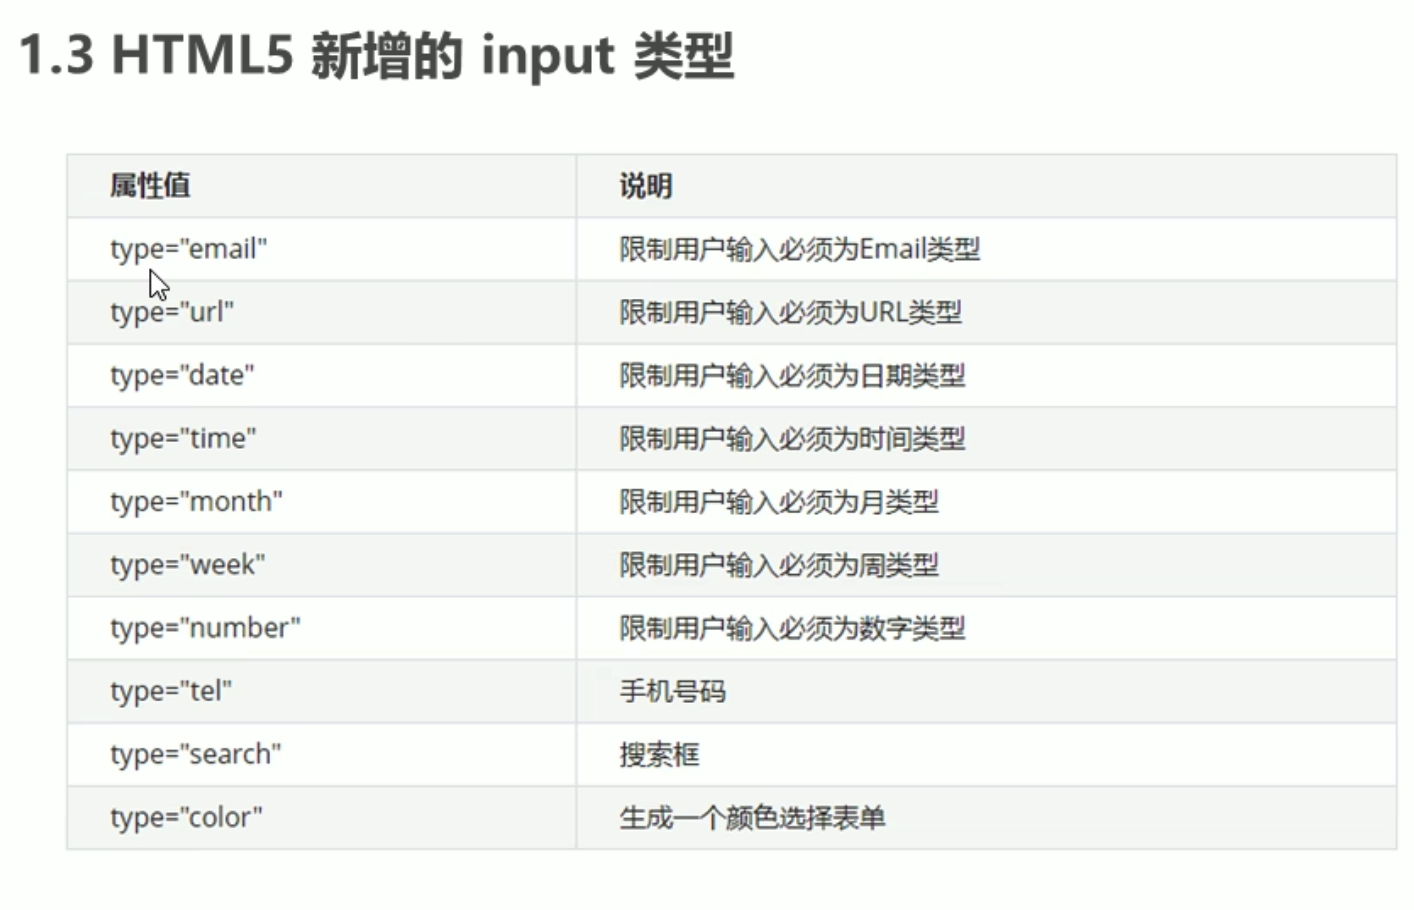 1.3 HTML5 新增的 input 类型
属性值 说明
type="email" 限制用户输入必须为Email类型
type="url" 限制用户输入必须为URL类型
type="date" 限制用户输入必须为日期类型
type="time" 限制用户输入必须为时间类型
type="month" 限制用户输入必须为月类型
type="week" 限制用户输入必须为周类型
type="number" 限制用户输入必须为数字类型
type="tel" 手机号码
type="search" 搜索框
type="color" 生成一个颜色选择表单